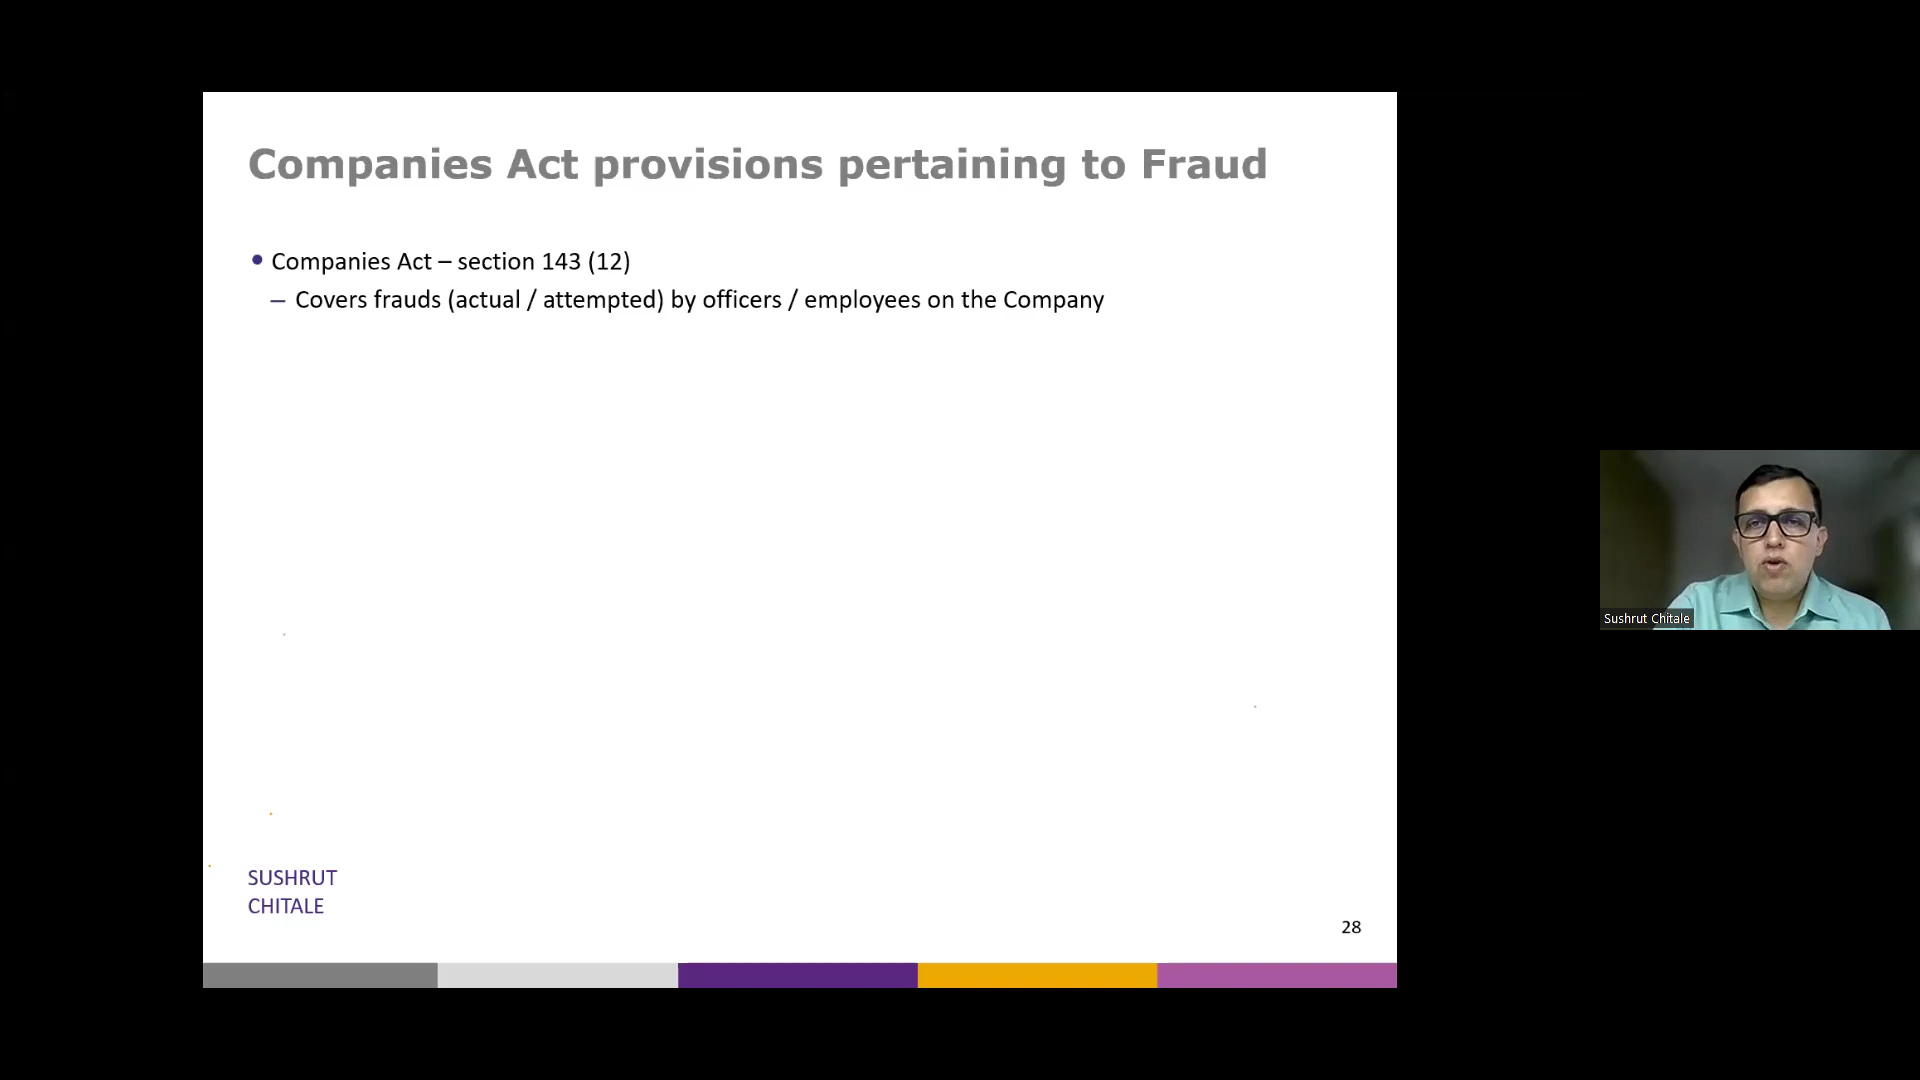 Companies Act provisions pertaining to Fraud
• Companies Act – section 143 (12)
– Covers frauds (actual / attempted) by officers / employees on the Company
Sushrut Chitale
SUSHRUT
CHITALE
28